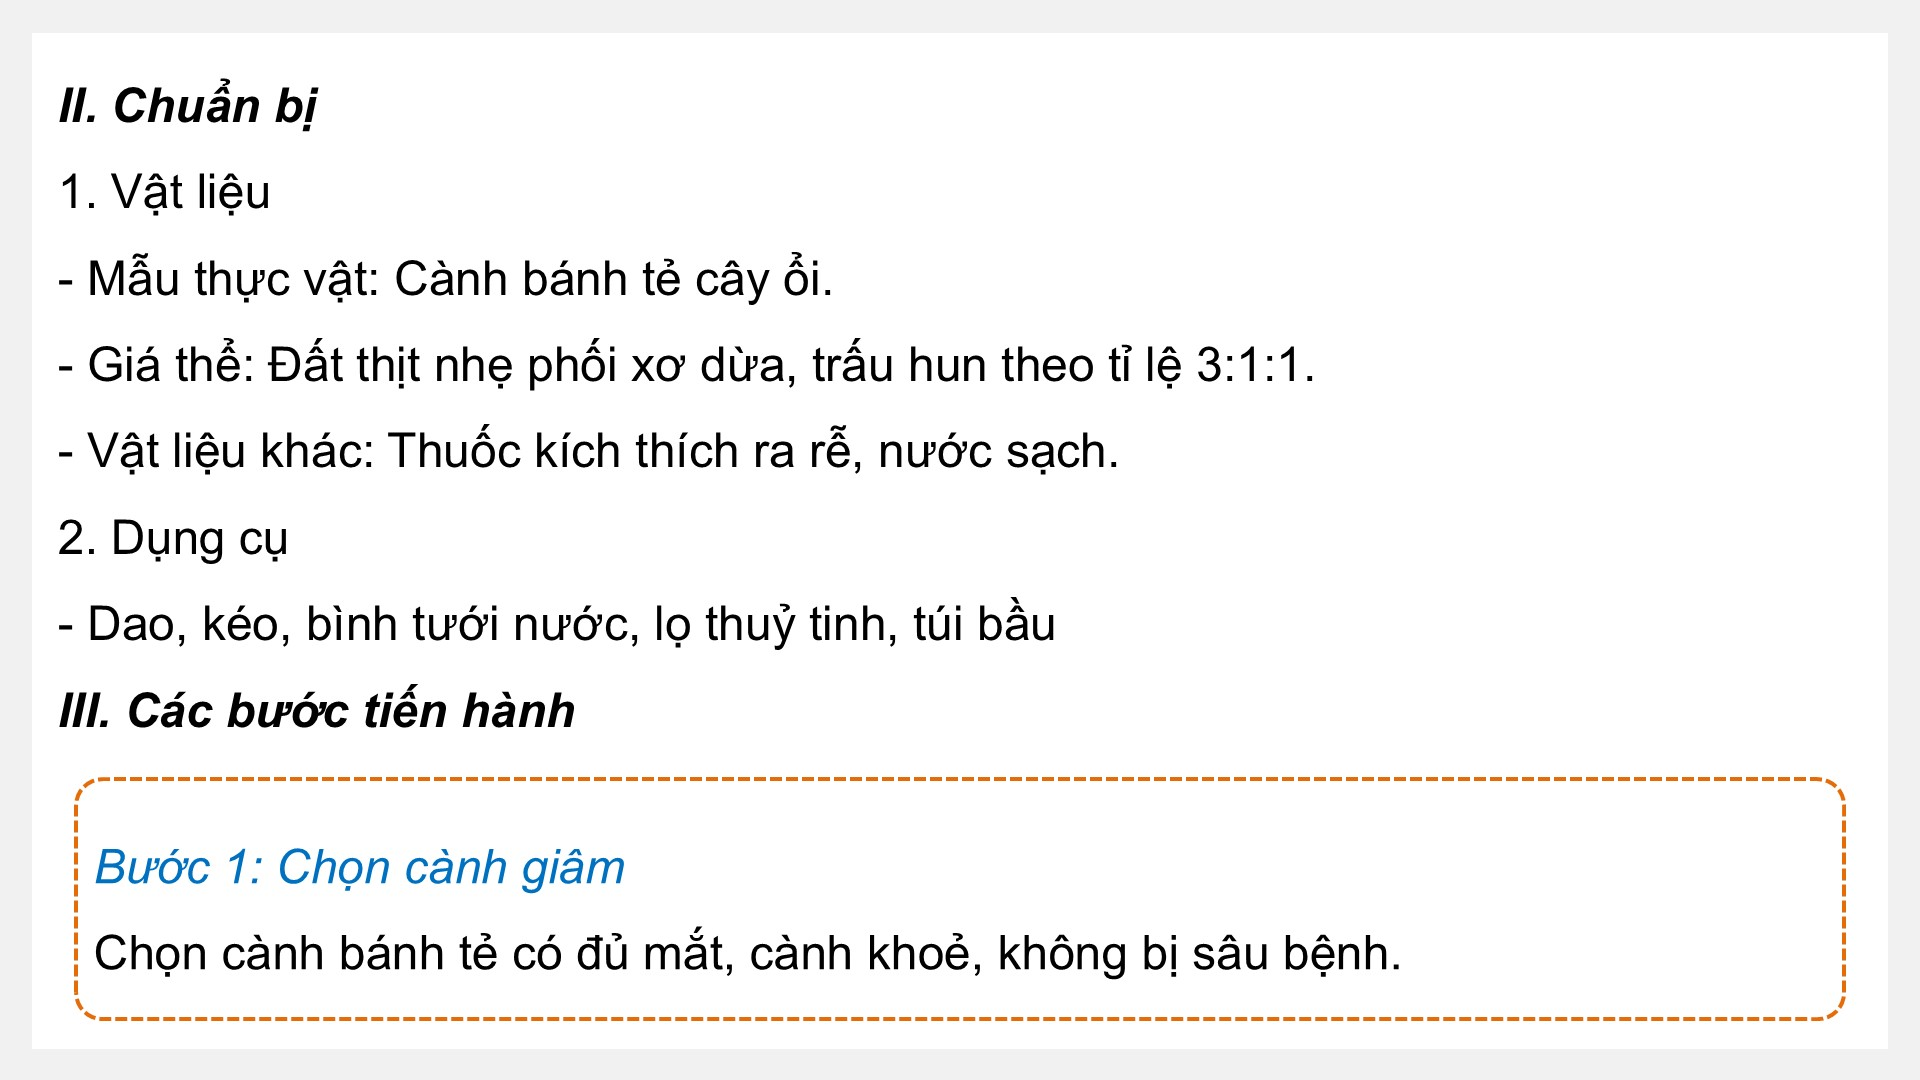 II. Chuẩn bị
1. Vật liệu
- Mẫu thực vật: Cành bánh tẻ cây ổi.
- Giá thể: Đất thịt nhẹ phối xơ dừa, trấu hun theo tỉ lệ 3:1:1.
- Vật liệu khác: Thuốc kích thích ra rễ, nước sạch.
2. Dụng cụ
- Dao, kéo, bình tưới nước, lọ thuỷ tinh, túi bầu
III. Các bước tiến hành
Bước 1: Chọn cành giâm
Chọn cành bánh tẻ có đủ mắt, cành khoẻ, không bị sâu bệnh.